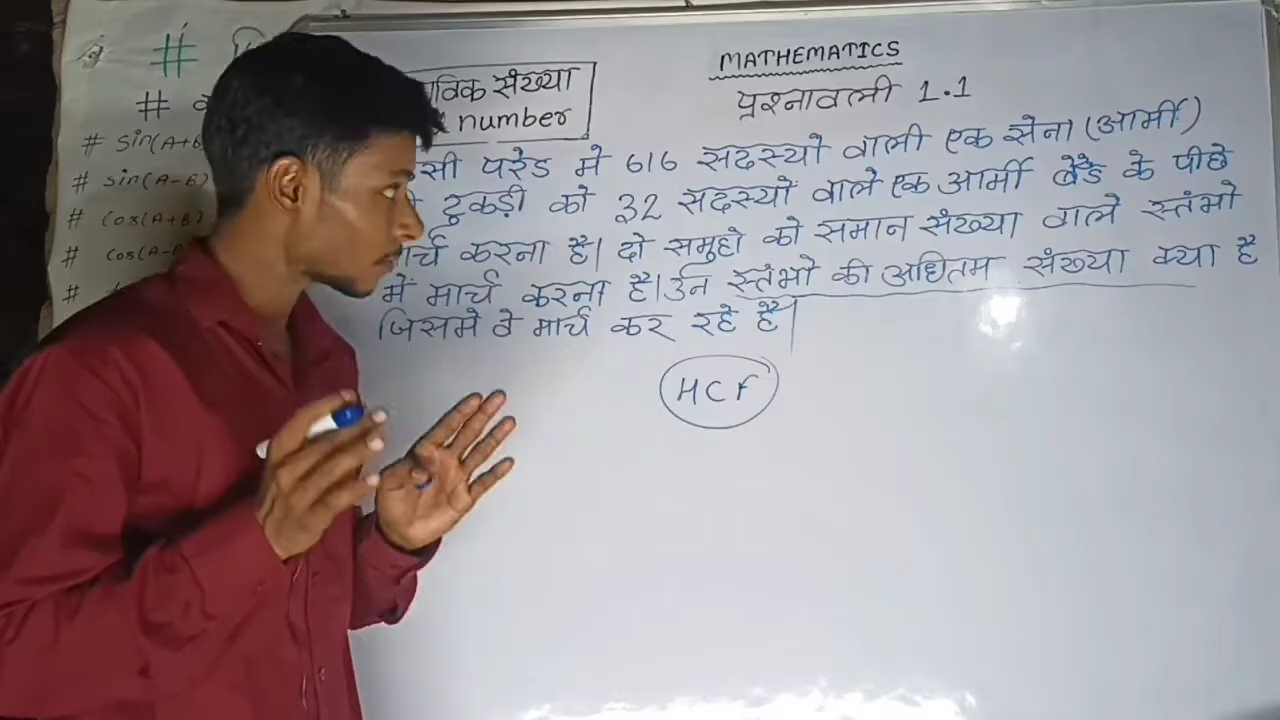 #
#
# sin(A+B
# sin(A-B)
# cos(A+B)
# cos(A-
#
विक संख्या
number
MATHEMATICS
प्रश्नावली 1.1
सी परेड मे 616 सदस्यो वाली एक सेना (आर्मी)
टुकड़ी को 32 सदस्यों वाले एक आर्मी बैंड के पीछे
र्च करना है। दो समुहो को समान संख्या वाले स्तंभो
में मार्च करना है। उन स्तंभो की अधितम संख्या क्या है
जिसमे वे मार्च कर रहे है।
HCF